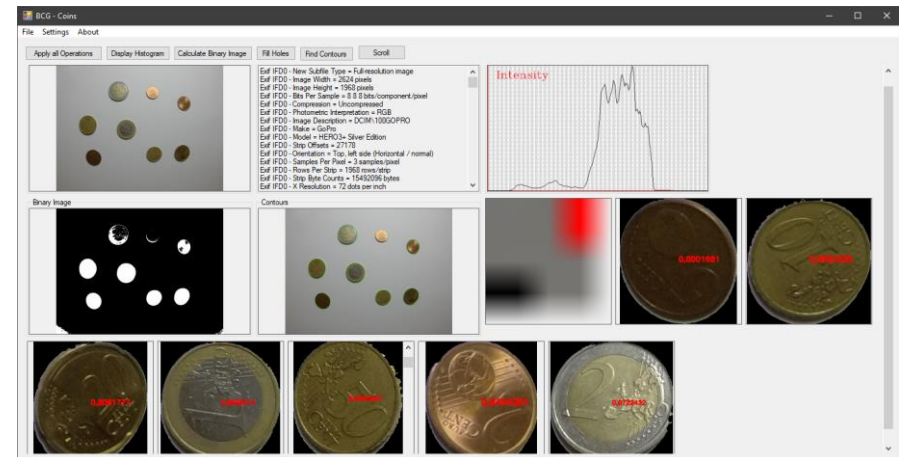 BCG - Coins
File Settings About
Apply all Operations Display Histogram Calculate Binary Image Fill Holes Find Contours Scroll
Exif IFD0 - New Subfile Type = Full-resolution image
Exif IFD0 - Image Width = 2624 pixels
Exif IFD0 - Image Height = 1968 pixels
Exif IFD0 - Bits Per Sample = 8 8 8 bits/component/pixel
Exif IFD0 - Compression = Uncompressed
Exif IFD0 - Photometric Interpretation = RGB
Exif IFD0 - Image Description = DCIM\100GOPRO
Exif IFD0 - Make = GoPro
Exif IFD0 - Model = HERO3+ Silver Edition
Exif IFD0 - Strip Offsets = 27178
Exif IFD0 - Orientation = Top, left side (Horizontal / normal)
Exif IFD0 - Samples Per Pixel = 3 samples/pixel
Exif IFD0 - Rows Per Strip = 1968 rows/strip
Exif IFD0 - Strip Byte Counts = 15492096 bytes
Exif IFD0 - X Resolution = 72 dots per inch
Intensity
Binary Image
Contours